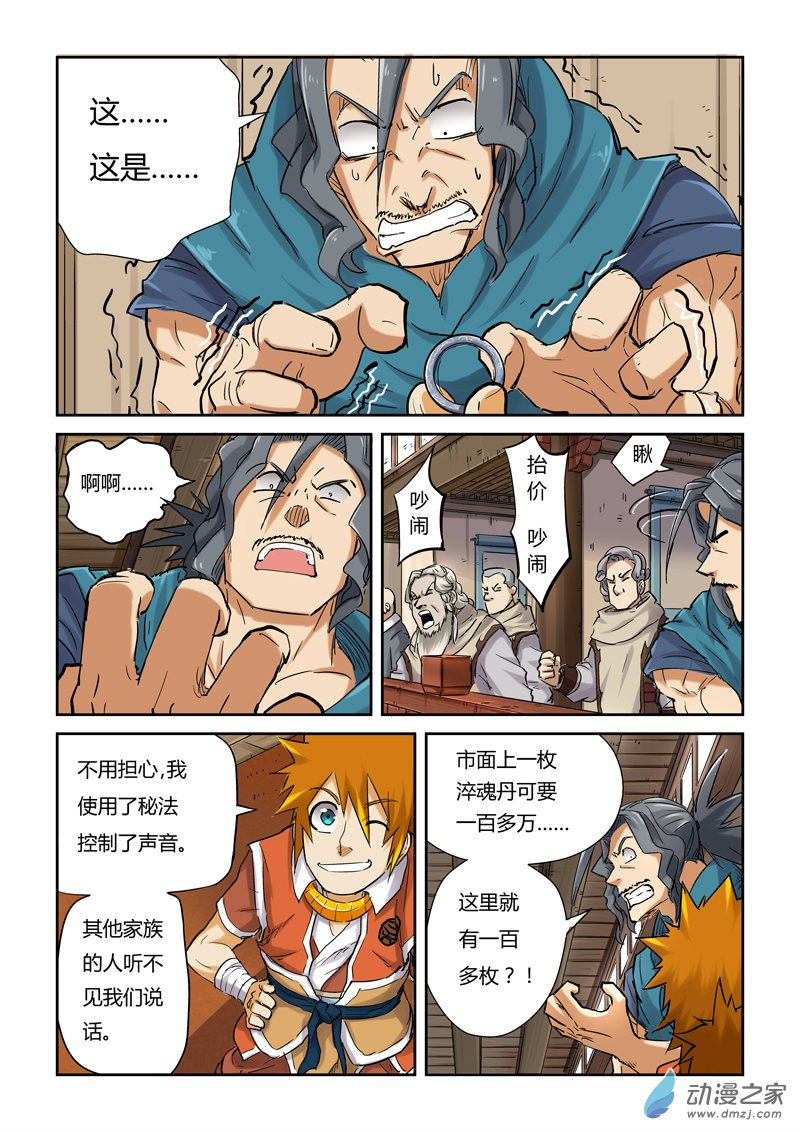 这……
这是……
啊啊……
吵闹
抬价 吵闹
瞅
不用担心,我
使用了秘法
控制了声音。
其他家族
的人听不
见我们说
话。
市面上一枚
淬魂丹可要
一百多万……
这里就
有一百
多枚？！
动漫之家
www.dmzj.com